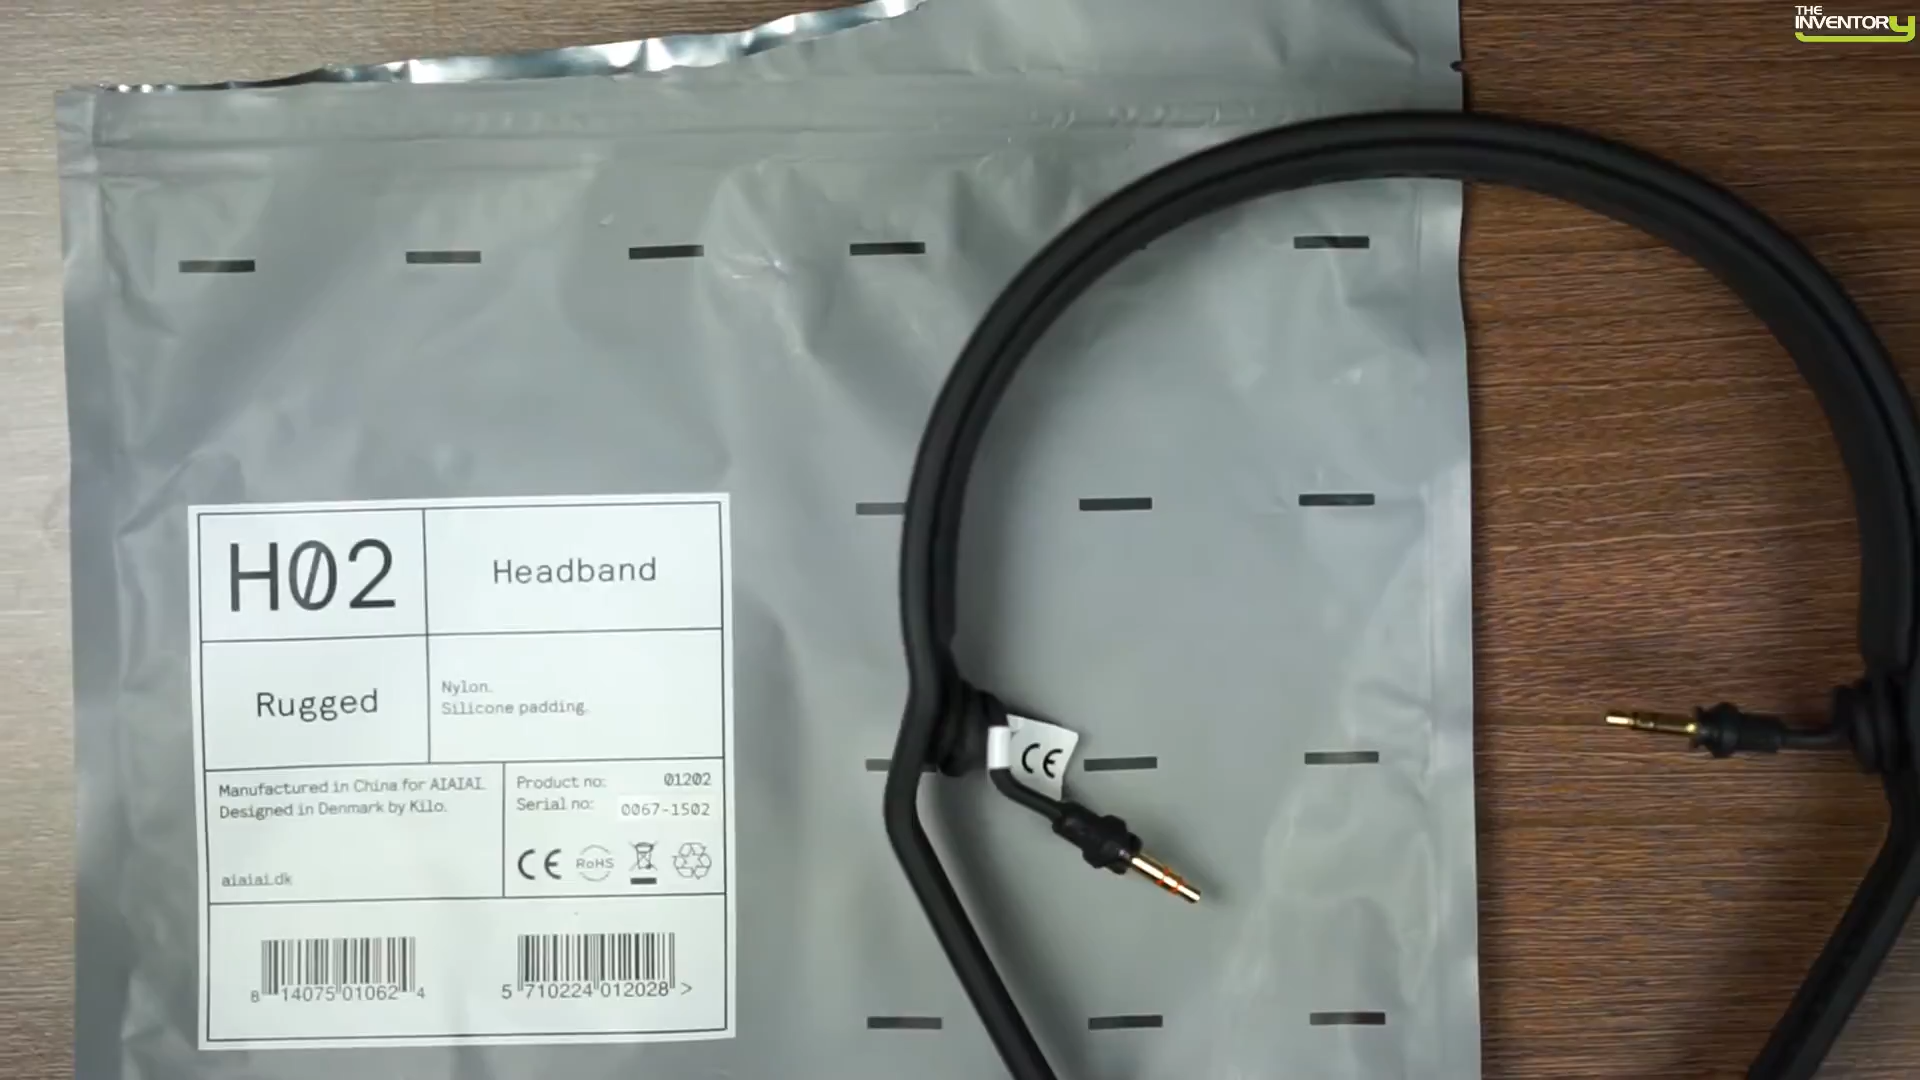 THE
INVENTORY
HØ2
Headband
Rugged
Nylon.
Silicone padding.
Manufactured in China for AIAIAI.
Designed in Denmark by Kilo.
aiaiai.dk
Product no: 01202
Serial no: 0067-1502
CE RoHS
8 14075 01062 4
5 710224 012028 >
CE